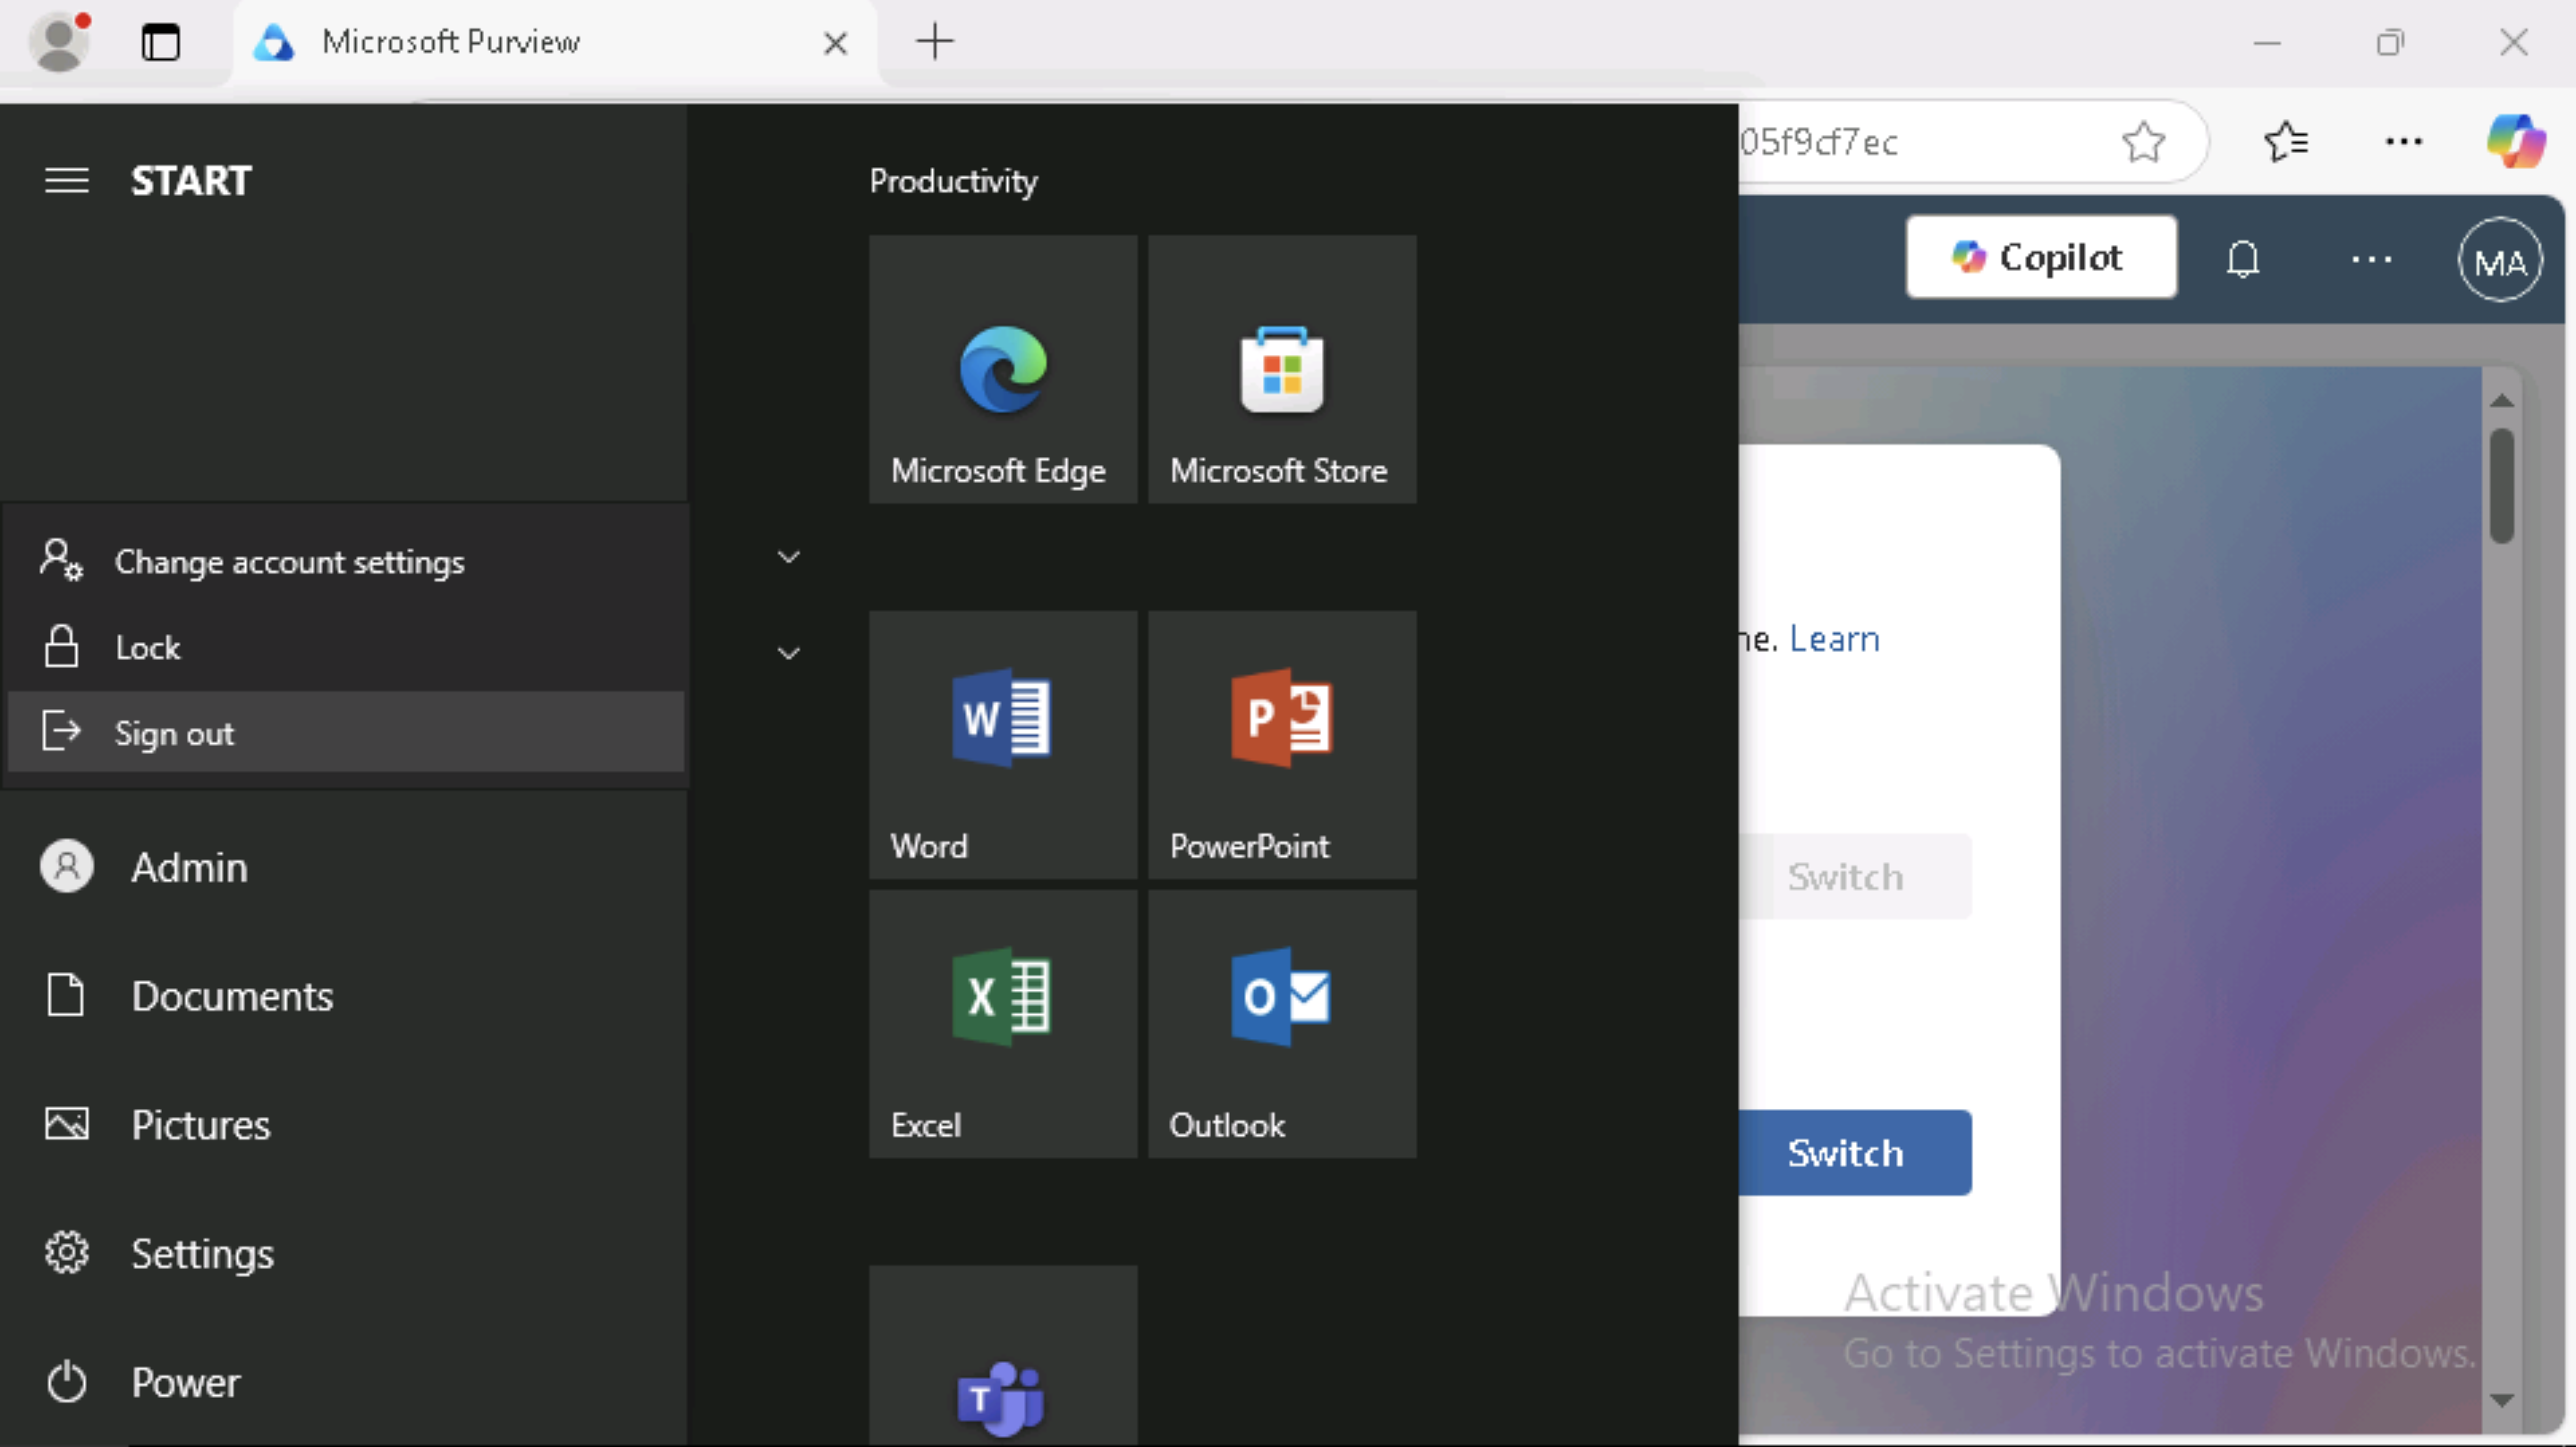 Microsoft Purview
05f9cf7ec
START
Productivity
Copilot
MA
Microsoft Edge
Microsoft Store
Change account settings
Lock
Sign out
ne. Learn
W
P
Word
PowerPoint
Admin
Switch
Documents
X
O
Pictures
Excel
Outlook
Switch
Settings
Activate Windows
Go to Settings to activate Windows.
Power
T